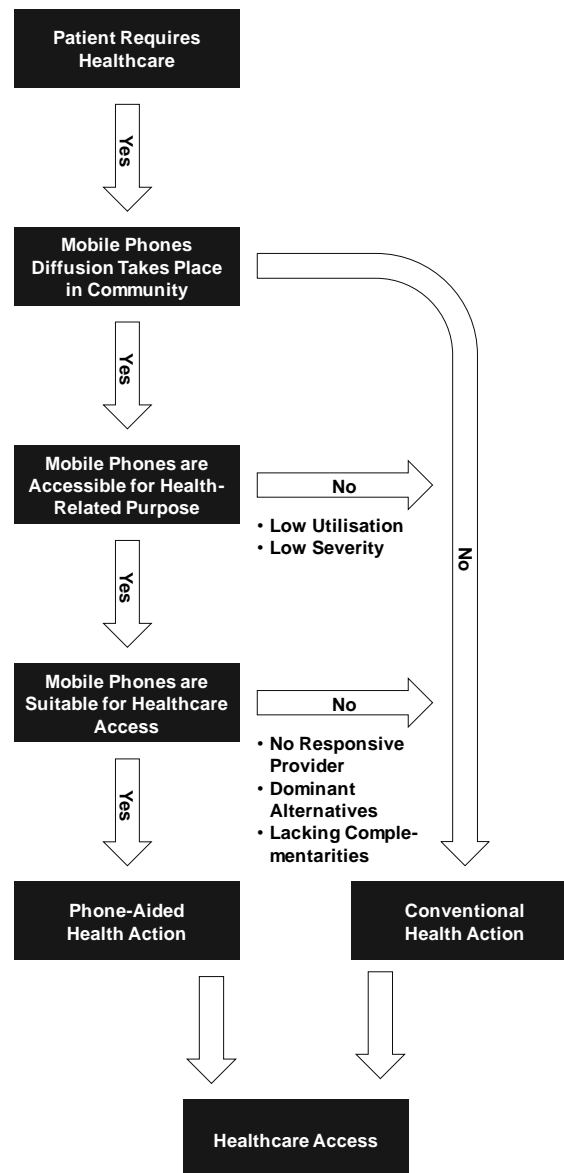 Patient Requires
Healthcare
Yes
Mobile Phones
Diffusion Takes Place
in Community
Yes
Mobile Phones are
Accessible for Health-
Related Purpose
No
• Low Utilisation
• Low Severity
No
Yes
Mobile Phones are
Suitable for Healthcare
Access
No
• No Responsive
Provider
• Dominant
Alternatives
• Lacking Comple-
mentarities
Yes
Phone-Aided
Health Action
Conventional
Health Action
Healthcare Access